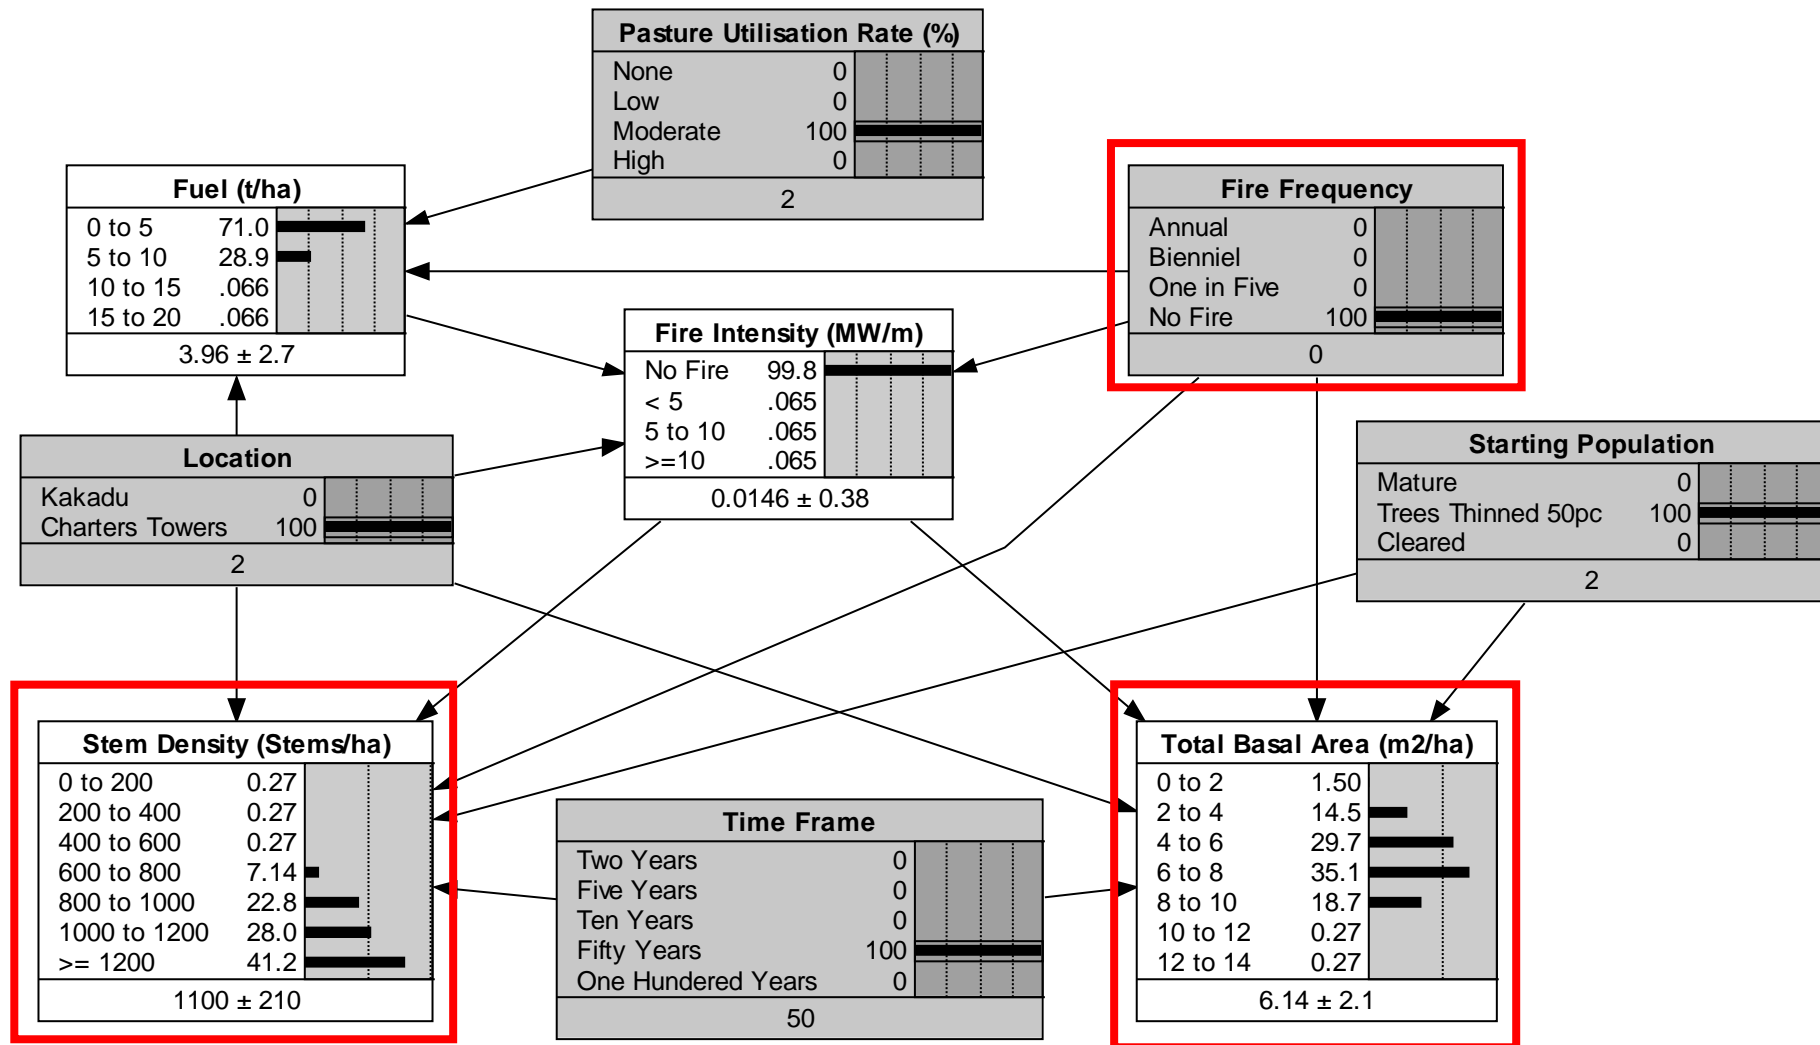 Pasture Utilisation Rate (%)
None 0
Low 0
Moderate 100
High 0
2
Fuel (t/ha)
0 to 5 71.0
5 to 10 28.9
10 to 15 .066
15 to 20 .066
3.96 ± 2.7
Fire Frequency
Annual 0
Bienniel 0
One in Five 0
No Fire 100
0
Fire Intensity (MW/m)
No Fire 99.8
< 5 .065
5 to 10 .065
>=10 .065
0.0146 ± 0.38
Location
Kakadu 0
Charters Towers 100
2
Starting Population
Mature 0
Trees Thinned 50pc 100
Cleared 0
2
Stem Density (Stems/ha)
0 to 200 0.27
200 to 400 0.27
400 to 600 0.27
600 to 800 7.14
800 to 1000 22.8
1000 to 1200 28.0
>= 1200 41.2
1100 ± 210
Time Frame
Two Years 0
Five Years 0
Ten Years 0
Fifty Years 100
One Hundered Years 0
50
Total Basal Area (m2/ha)
0 to 2 1.50
2 to 4 14.5
4 to 6 29.7
6 to 8 35.1
8 to 10 18.7
10 to 12 0.27
12 to 14 0.27
6.14 ± 2.1